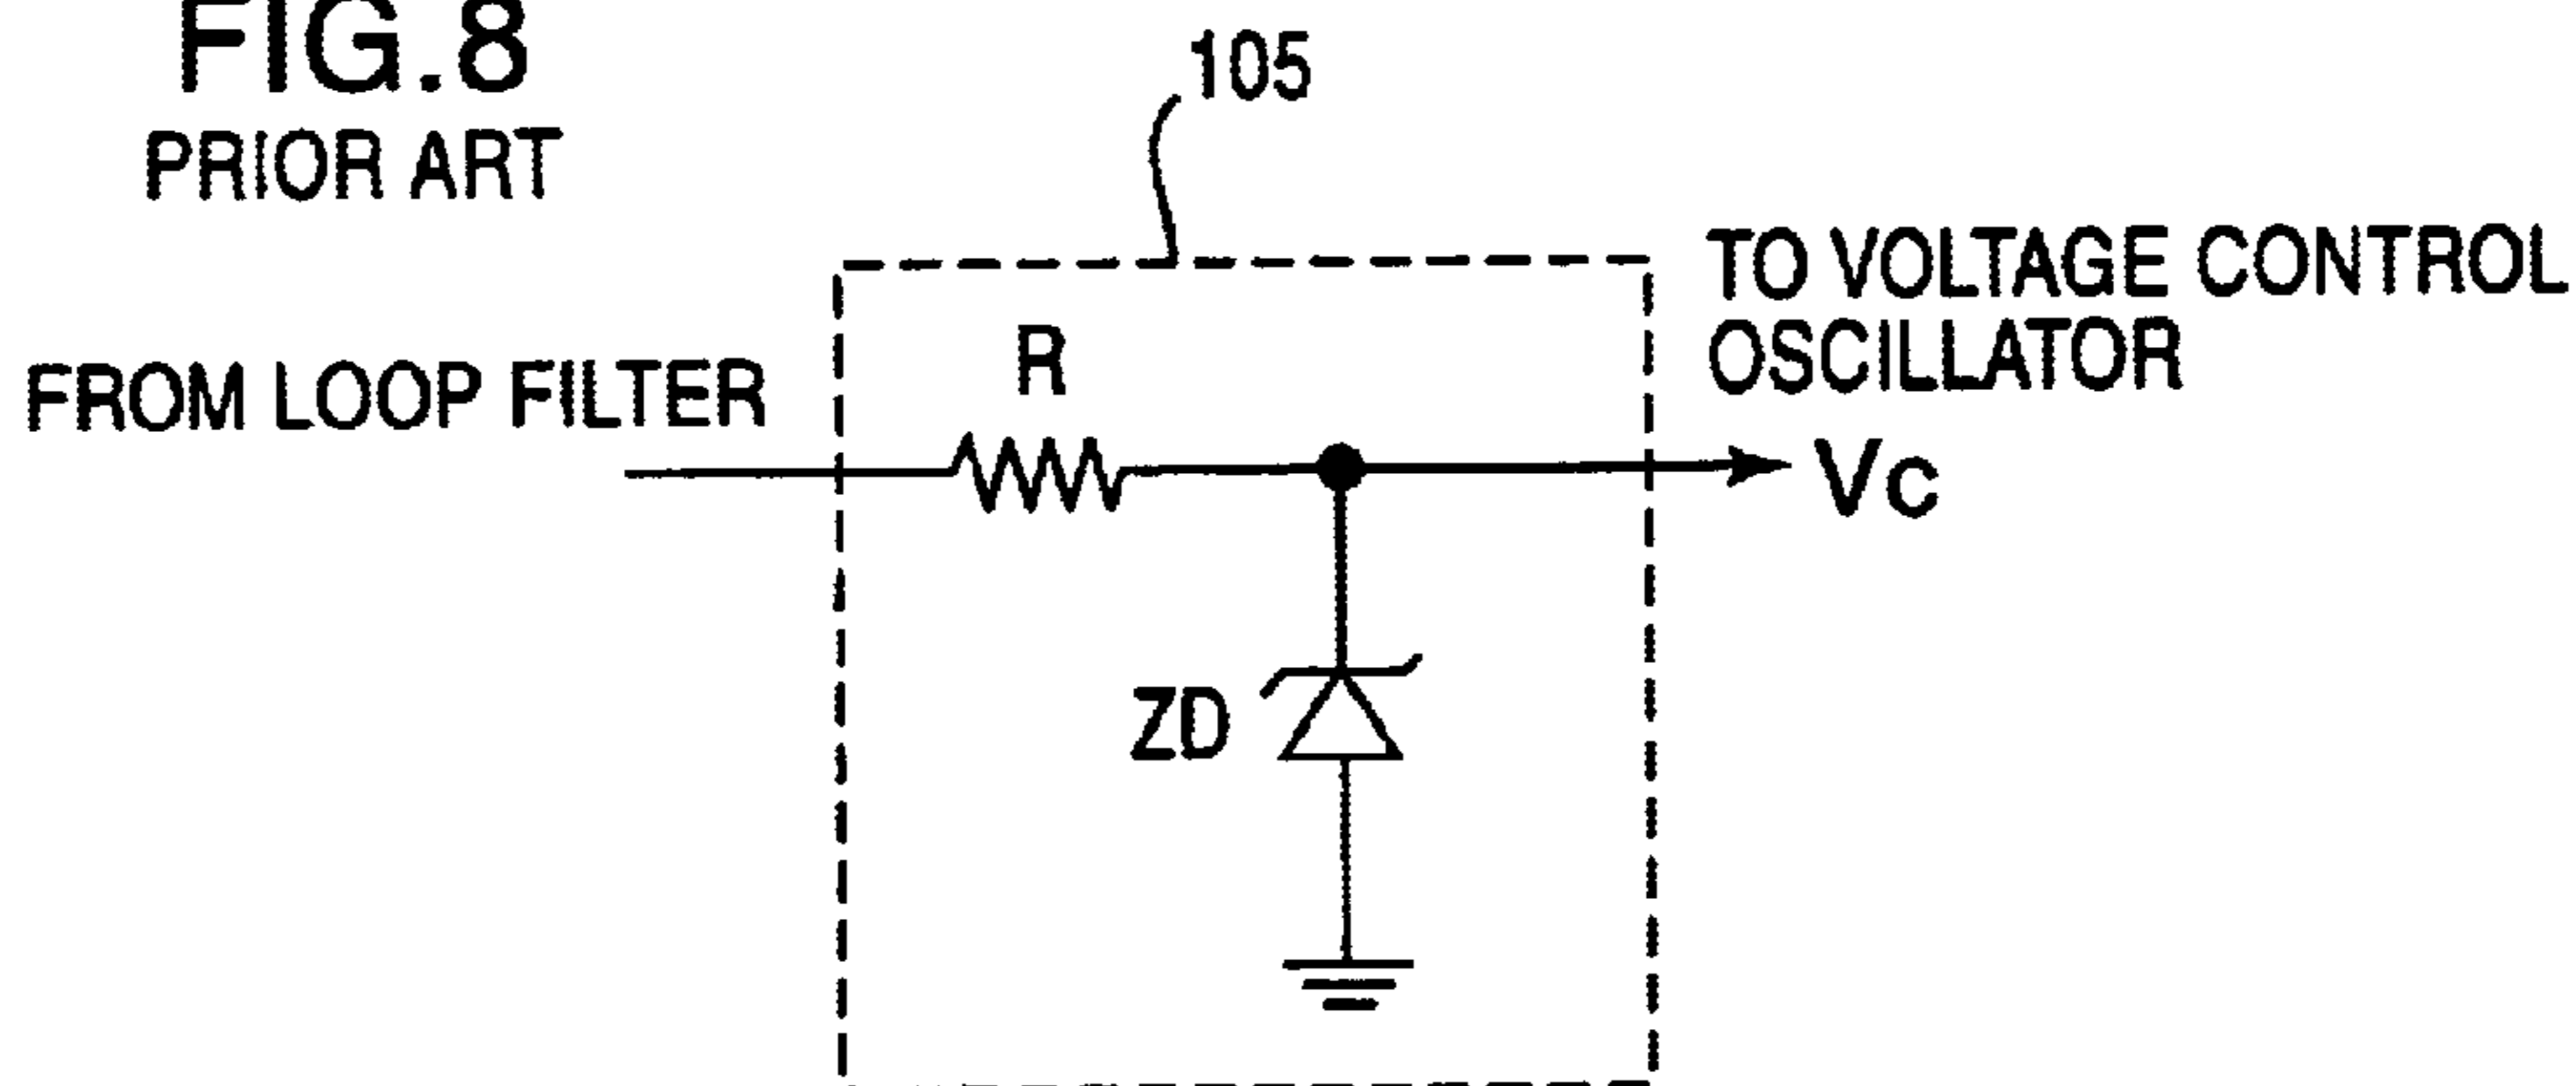 FIG.8
PRIOR ART
105
TO VOLTAGE CONTROL
OSCILLATOR
FROM LOOP FILTER
R
Vc
ZD